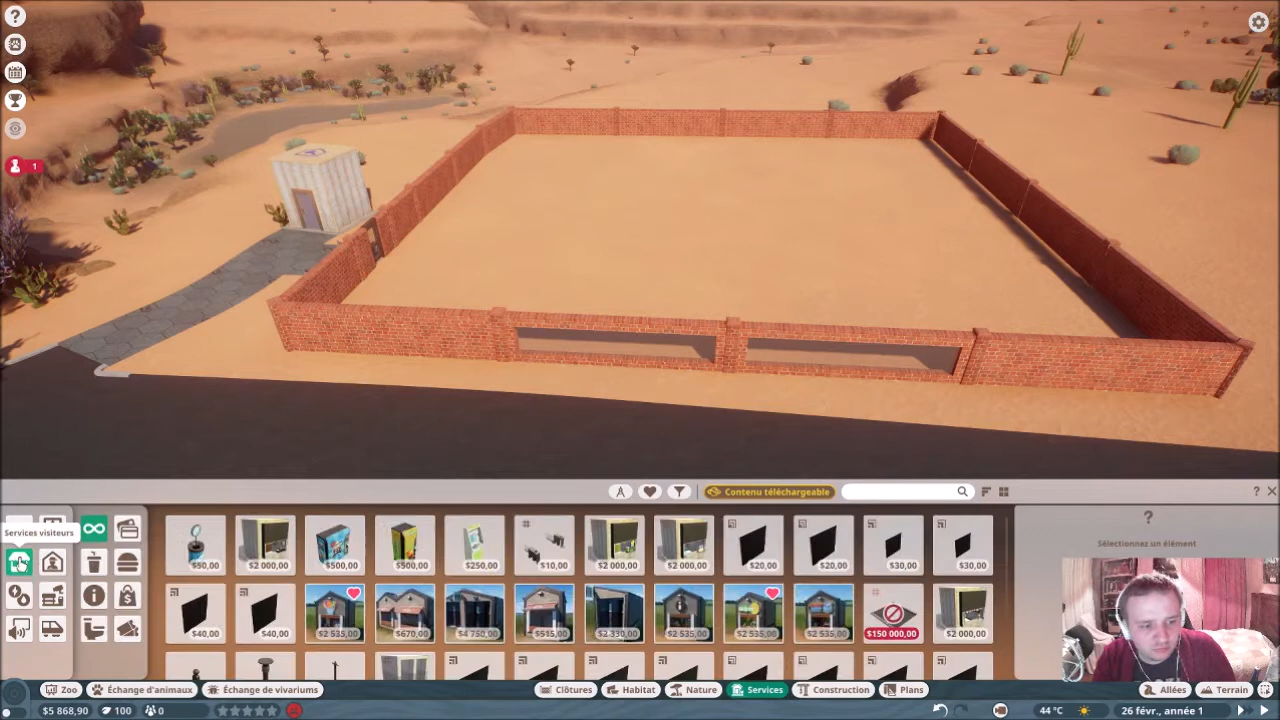 ?
1
Contenu téléchargeable
? ×
Services visiteurs
?
Sélectionnez un élément
$50,00 $2 000,00 $500,00 $500,00 $250,00 $10,00 $2 000,00 $2 000,00 $20,00 $20,00 $30,00 $30,00
$40,00 $40,00 $2 535,00 $670,00 $4 750,00 $515,00 $2 330,00 $2 535,00 $2 535,00 $2 535,00 $150 000,00 $2 000,00
Zoo Échange d'animaux Échange de vivariums Clôtures Habitat Nature Services Construction Plans Allées Terrain
$5 868,90 100 0 44 °C 26 févr., année 1